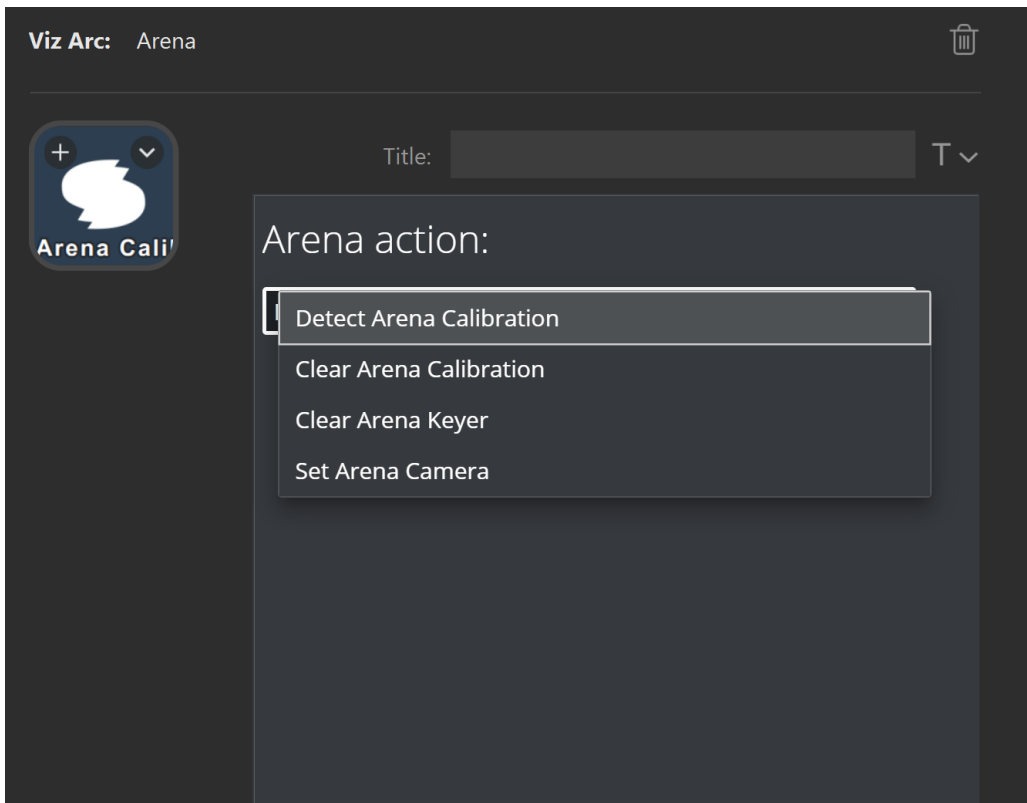 Viz Arc: Arena
Title:
T
Arena Cali
Arena action:
Detect Arena Calibration
Clear Arena Calibration
Clear Arena Keyer
Set Arena Camera